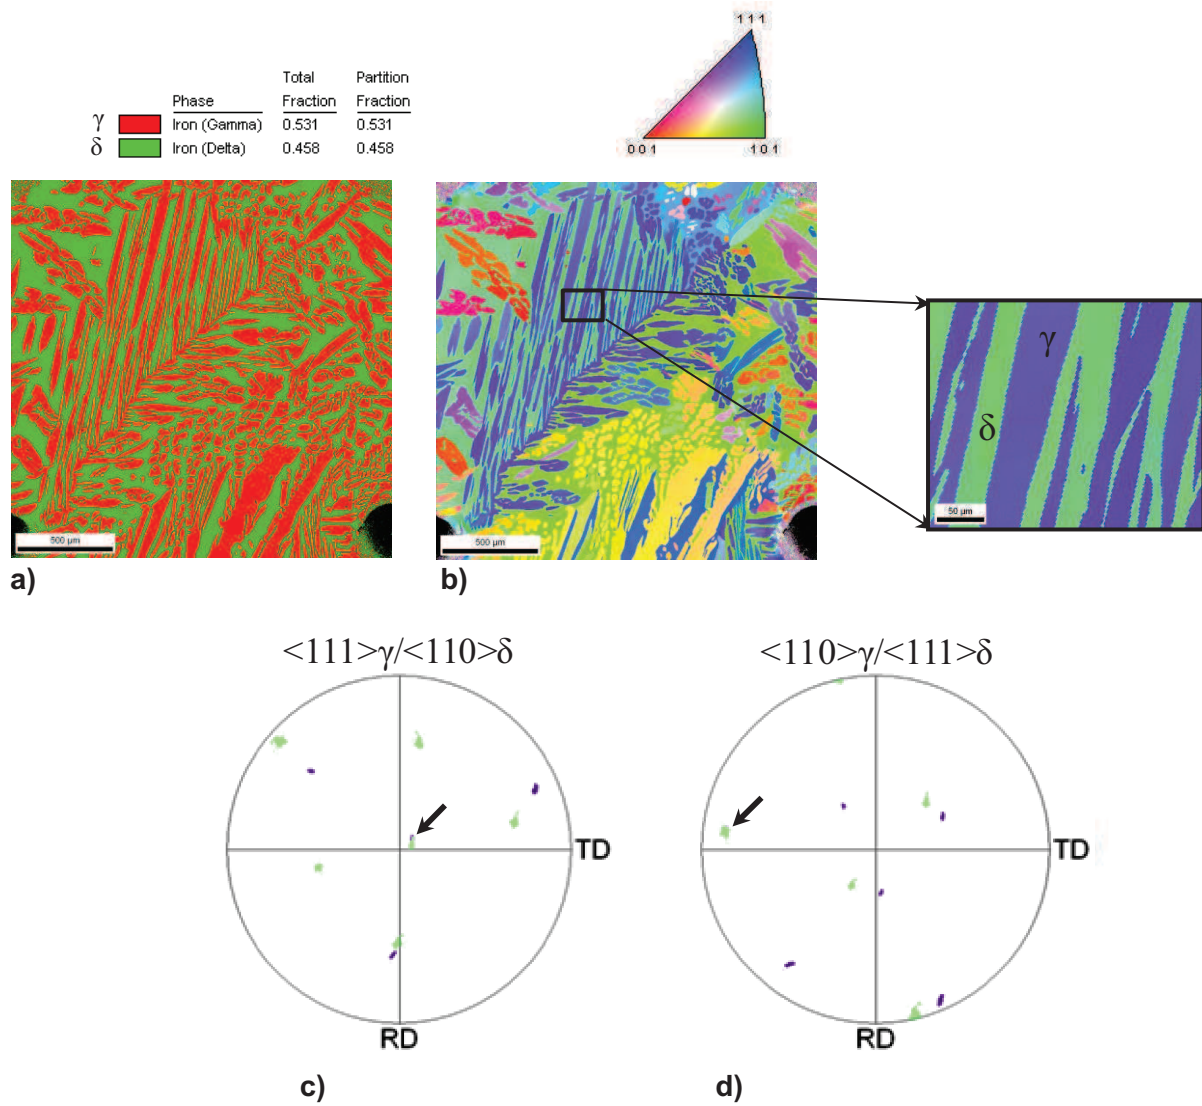 1 1 1
0 0 1
1 0 1
Total Partition
Phase Fraction Fraction
γ Iron (Gamma) 0.531 0.531
δ Iron (Delta) 0.458 0.458
500 µm
500 µm
γ
δ
50 µm
a)
b)
<111>γ/<110>δ
<110>γ/<111>δ
TD
TD
RD
RD
c)
d)